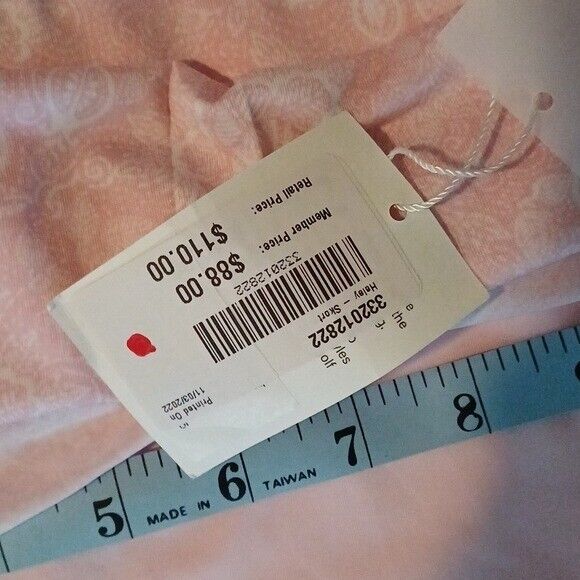 332012822
Haley - Skort
332012822
Member Price: $88.00
Retail Price: $110.00
Printed On
11/03/2022
the
olf
5 6 7 8
MADE IN TAIWAN